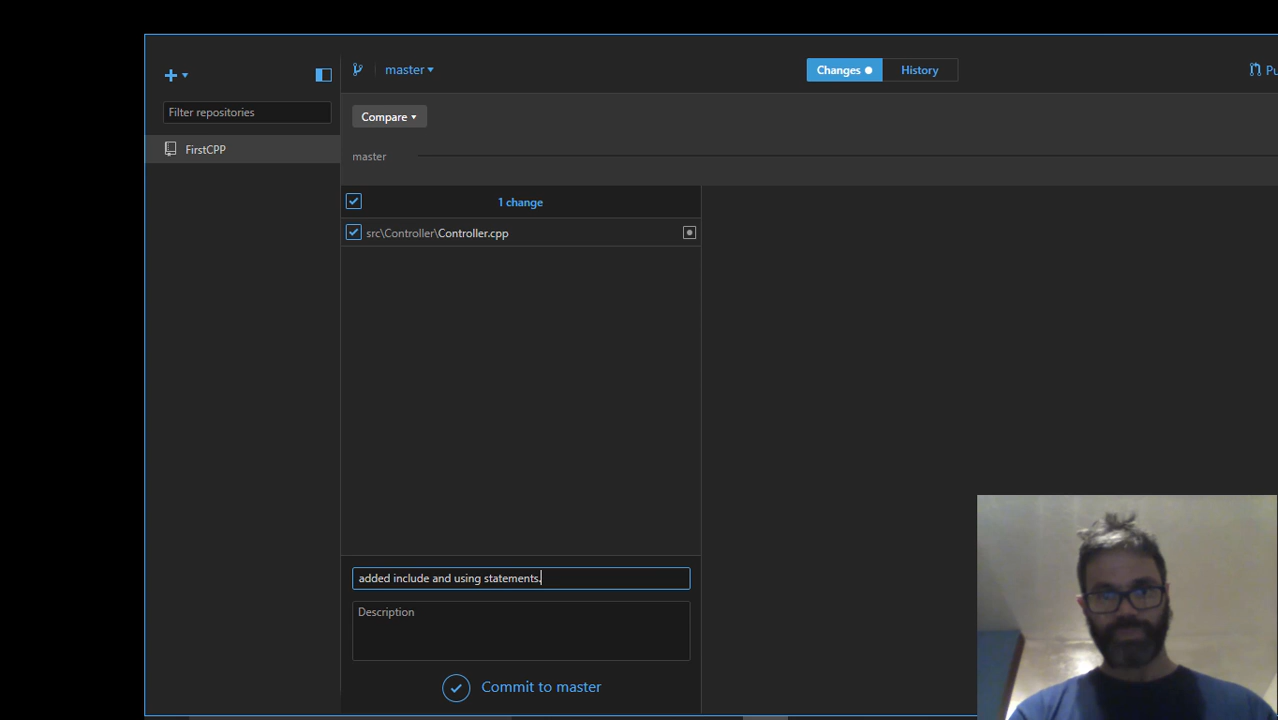 master
Changes
History
Pu
Filter repositories
Compare
FirstCPP
master
1 change
src\Controller\Controller.cpp
added include and using statements.
Description
Commit to master